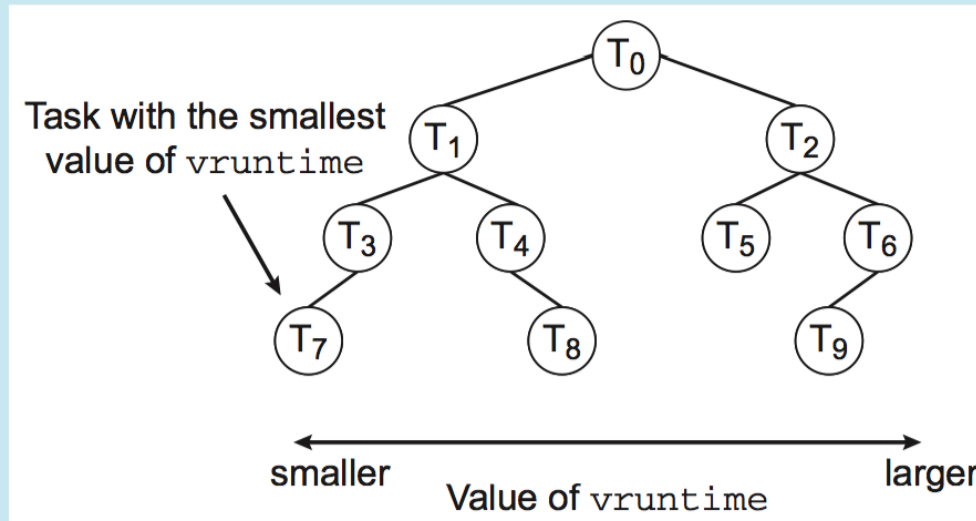 T₀
Task with the smallest
value of vruntime
T₁
T₂
T₃
T₄
T₅
T₆
T₇
T₈
T₉
smaller
larger
Value of vruntime